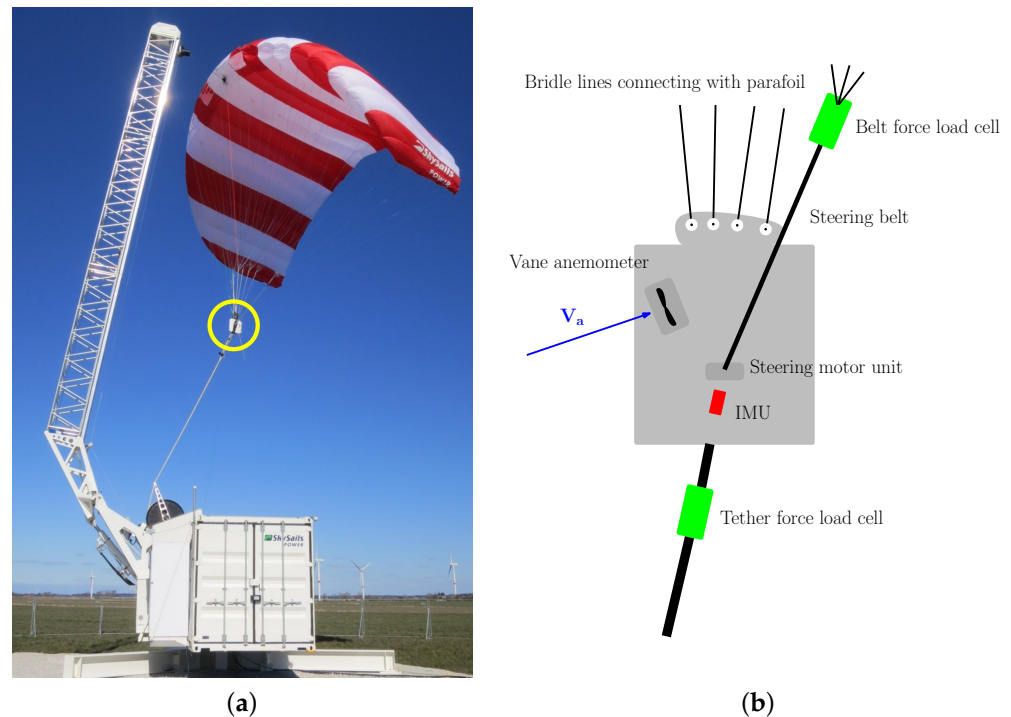 SkySails
POWER
SkySails
POWER
(a)
Bridle lines connecting with parafoil
Belt force load cell
Steering belt
Vane anemometer
Va
Steering motor unit
IMU
Tether force load cell
(b)